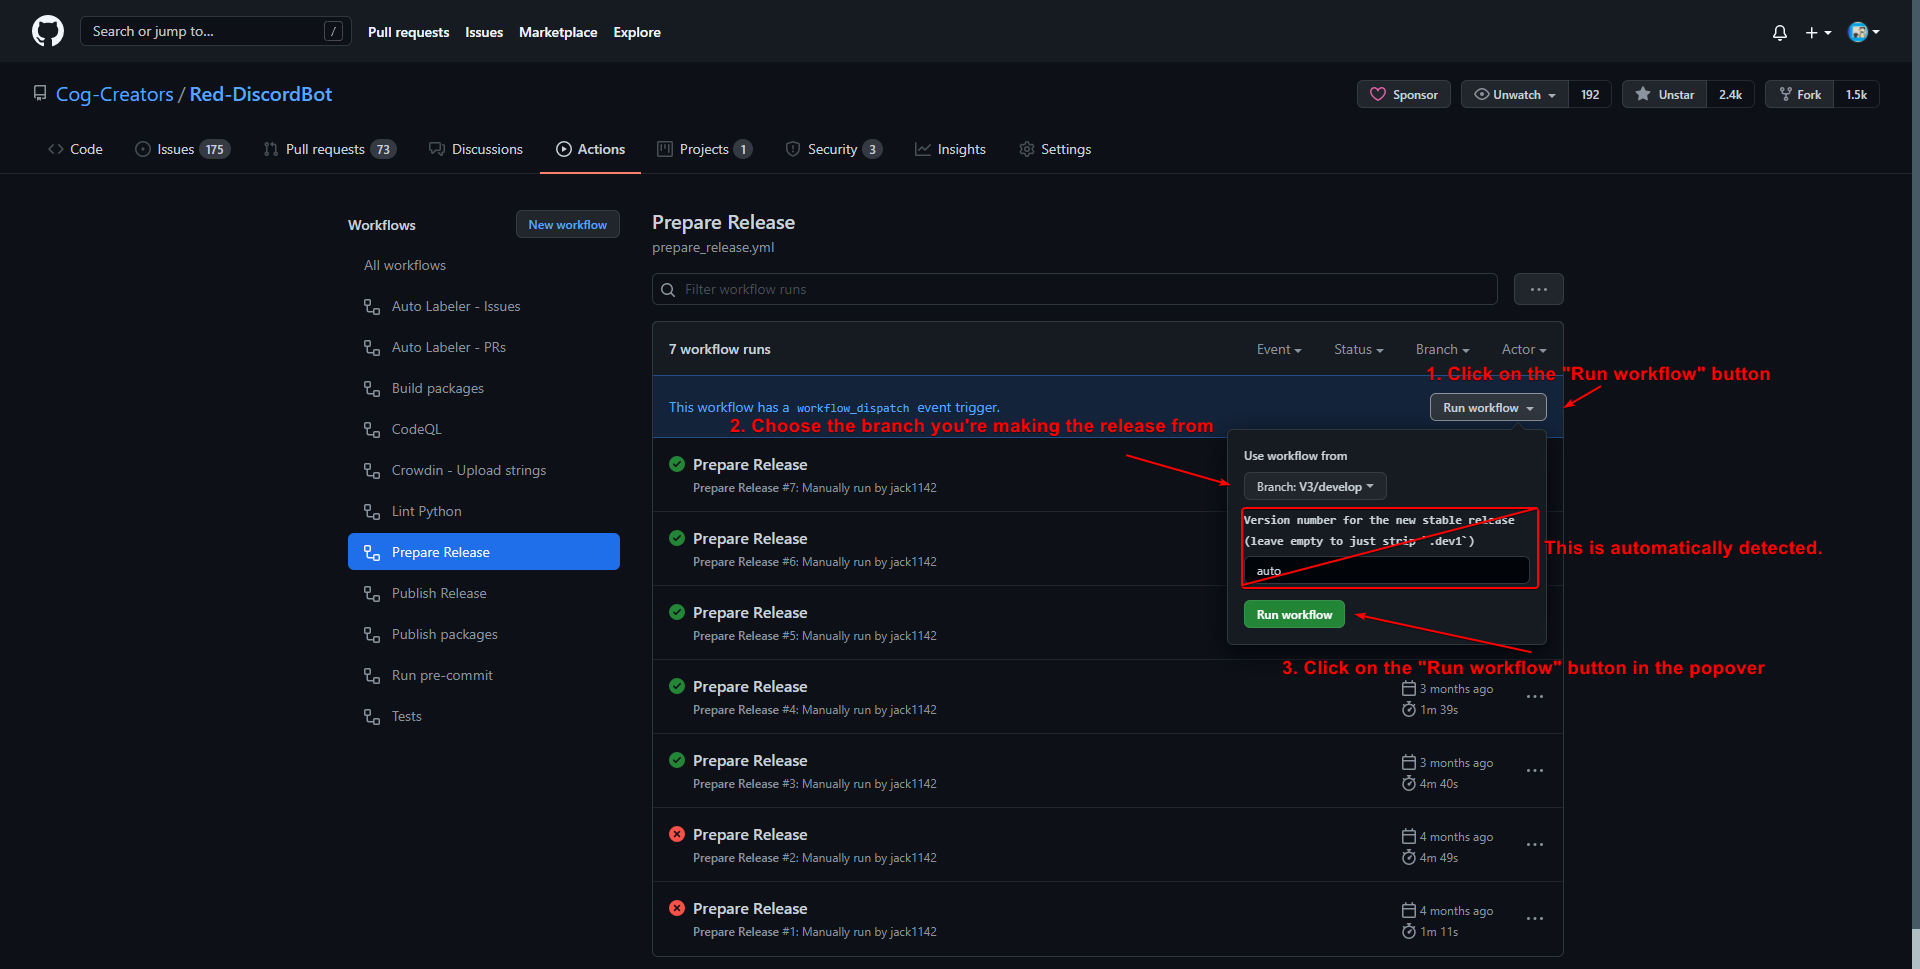 Search or jump to... /
Pull requests Issues Marketplace Explore
Cog-Creators / Red-DiscordBot
Sponsor Unwatch 192 Unstar 2.4k Fork 1.5k
Code Issues 175 Pull requests 73 Discussions Actions Projects 1 Security 3 Insights Settings
Workflows
New workflow
All workflows
Auto Labeler - Issues
Auto Labeler - PRs
Build packages
CodeQL
Crowdin - Upload strings
Lint Python
Prepare Release
Publish Release
Publish packages
Run pre-commit
Tests
Prepare Release
prepare_release.yml
Filter workflow runs
7 workflow runs
Event Status Branch Actor
1. Click on the "Run workflow" button
This workflow has a workflow_dispatch event trigger.
Run workflow
2. Choose the branch you're making the release from
Use workflow from
Branch: V3/develop
Version number for the new stable release
(leave empty to just strip `.dev1`)
auto
This is automatically detected.
Run workflow
3. Click on the "Run workflow" button in the popover
Prepare Release
Prepare Release #7: Manually run by jack1142
Prepare Release
Prepare Release #6: Manually run by jack1142
Prepare Release
Prepare Release #5: Manually run by jack1142
Prepare Release
Prepare Release #4: Manually run by jack1142
3 months ago
1m 39s
Prepare Release
Prepare Release #3: Manually run by jack1142
3 months ago
4m 40s
Prepare Release
Prepare Release #2: Manually run by jack1142
4 months ago
4m 49s
Prepare Release
Prepare Release #1: Manually run by jack1142
4 months ago
1m 11s